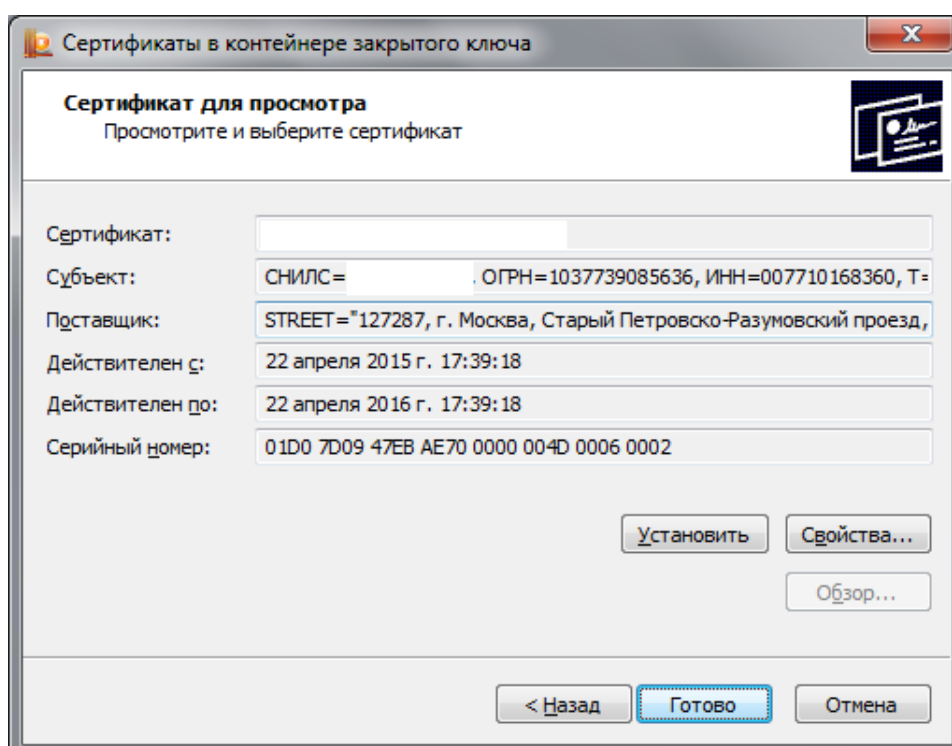 Сертификаты в контейнере закрытого ключа
Сертификат для просмотра
Просмотрите и выберите сертификат
Сертификат:
Субъект: СНИЛС= , ОГРН=1037739085636, ИНН=007710168360, T=
Поставщик: STREET="127287, г. Москва, Старый Петровско-Разумовский проезд,
Действителен с: 22 апреля 2015 г. 17:39:18
Действителен по: 22 апреля 2016 г. 17:39:18
Серийный номер: 01D0 7D09 47EB AE70 0000 004D 0006 0002
Установить Свойства...
Обзор...
< Назад Готово Отмена